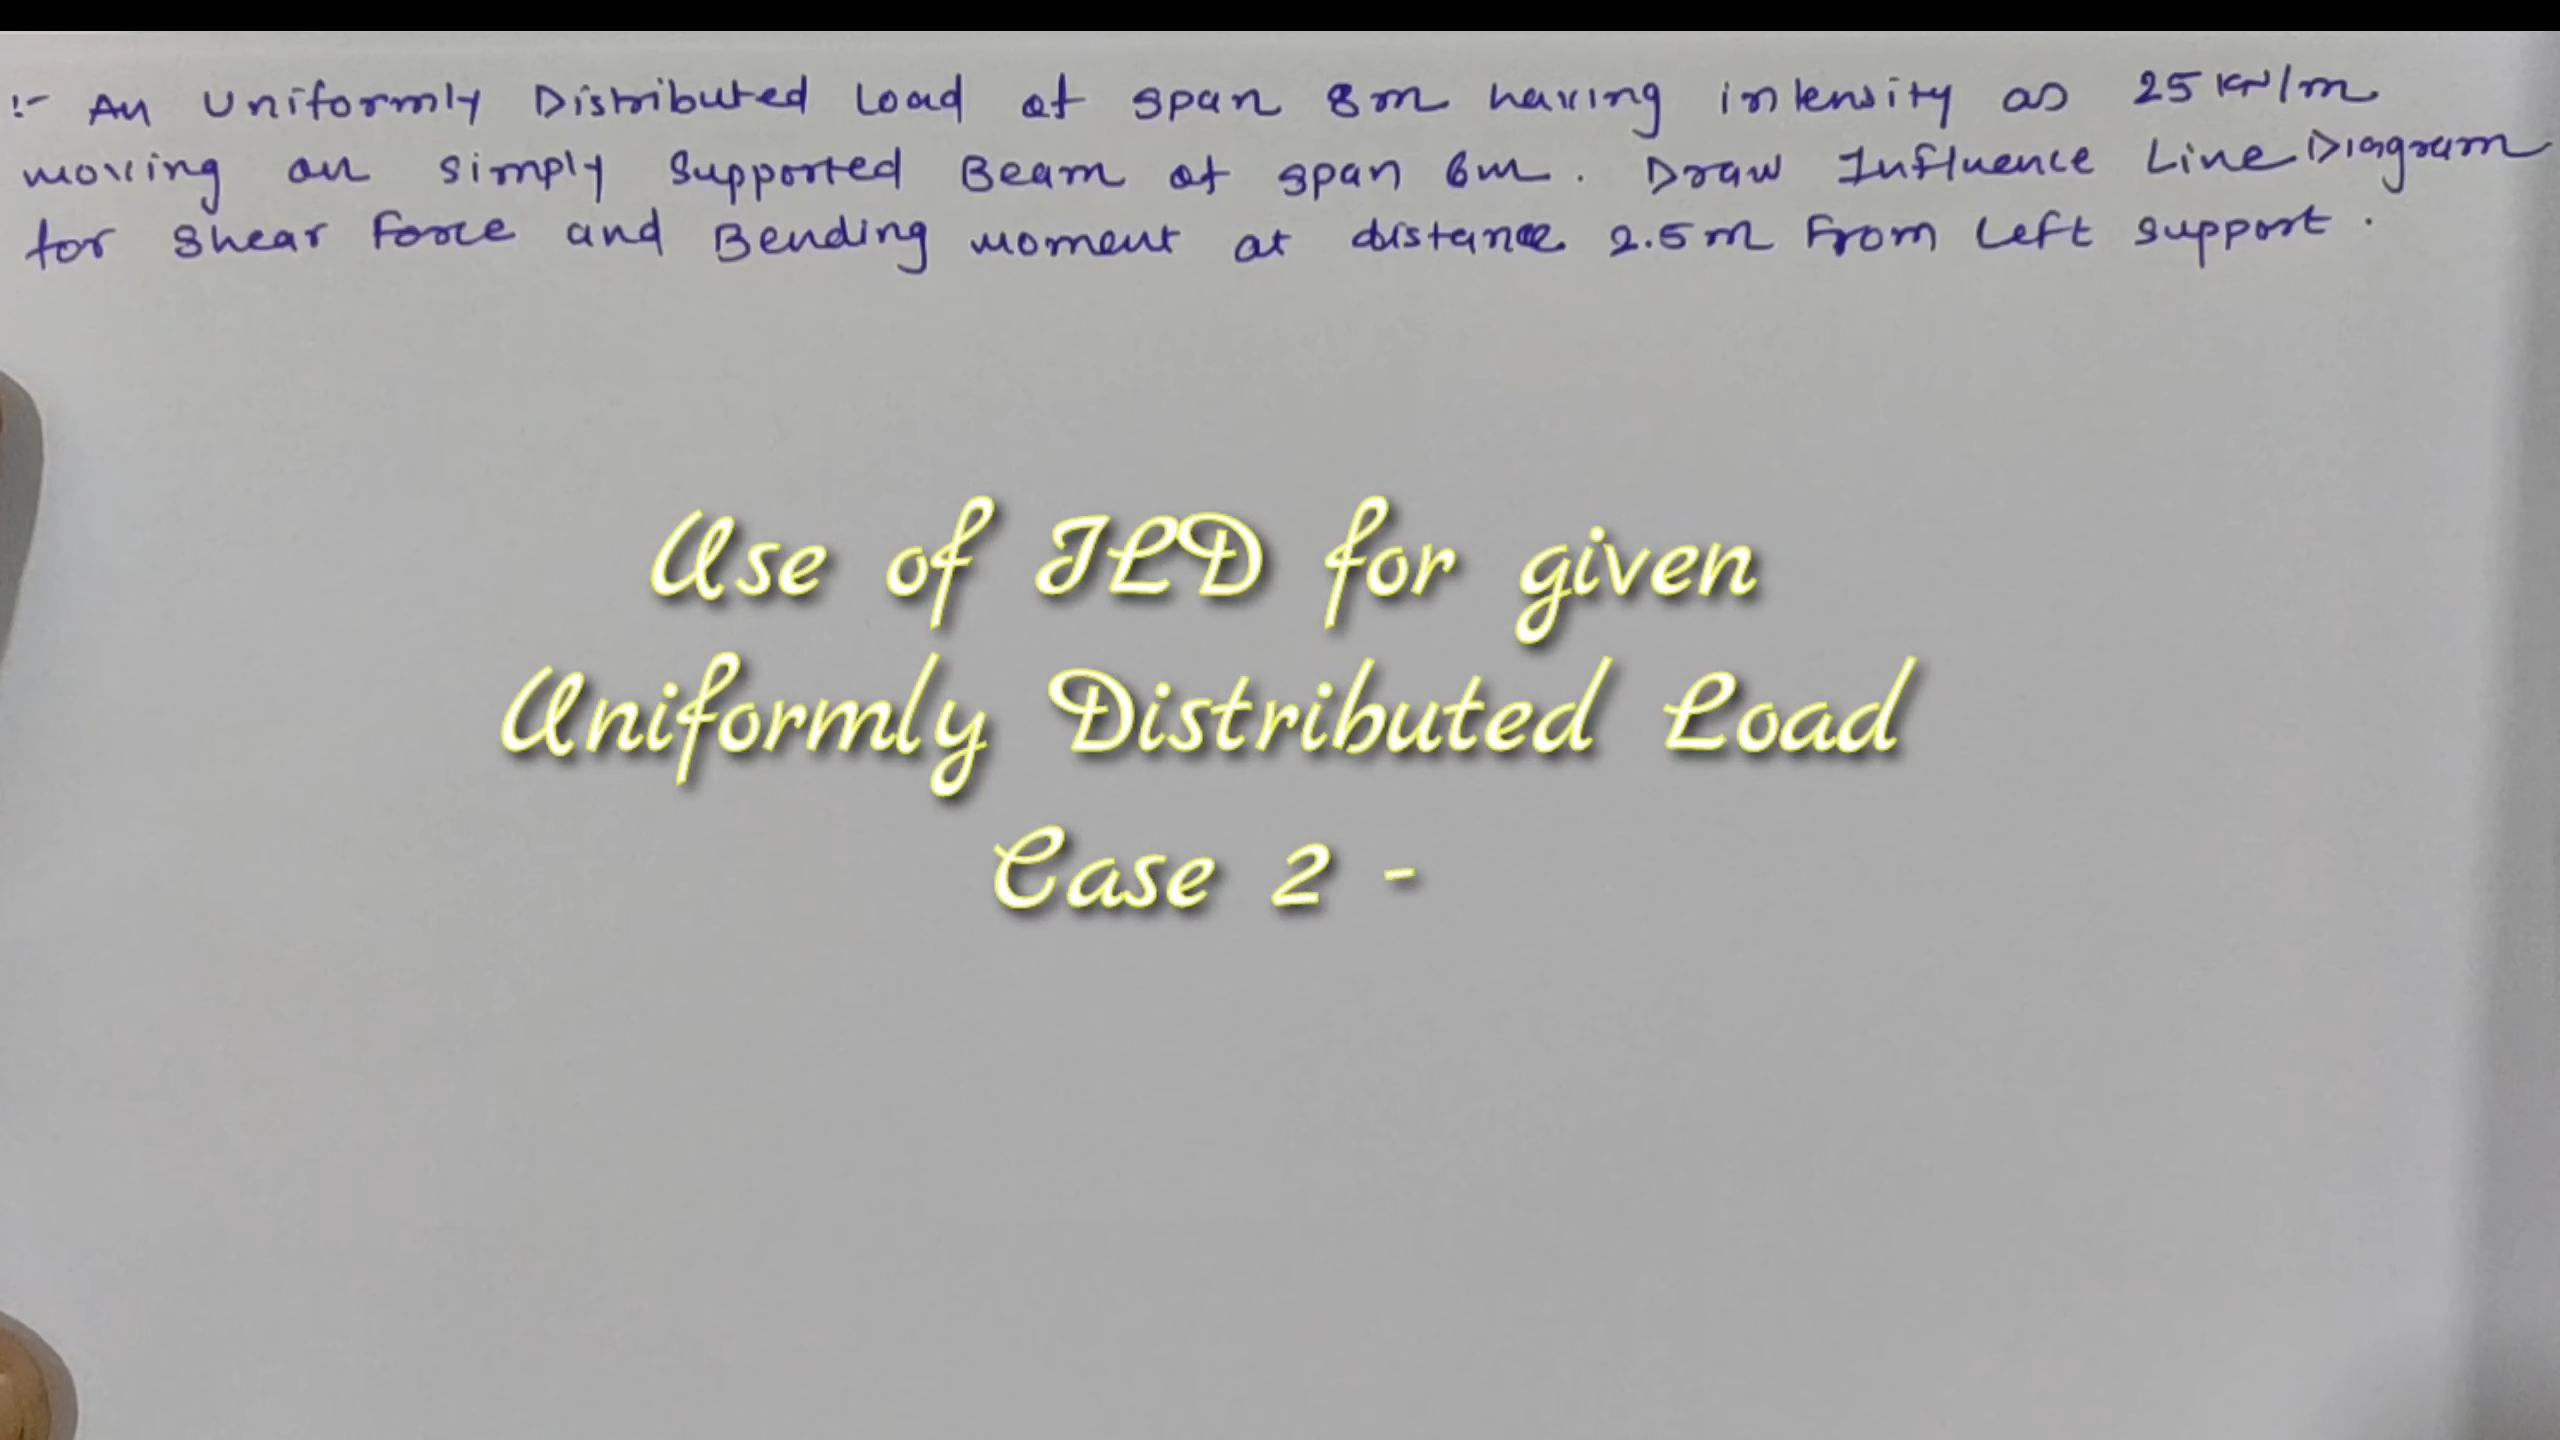 :- An Uniformly Distributed Load of span 8m having intensity as 25 kN/m
moving on simply supported Beam of span 6m. Draw Influence Line Diagram
for Shear Force and Bending moment at distance 2.5m From Left support.
Use of ILD for given
Uniformly Distributed Load
Case 2 -